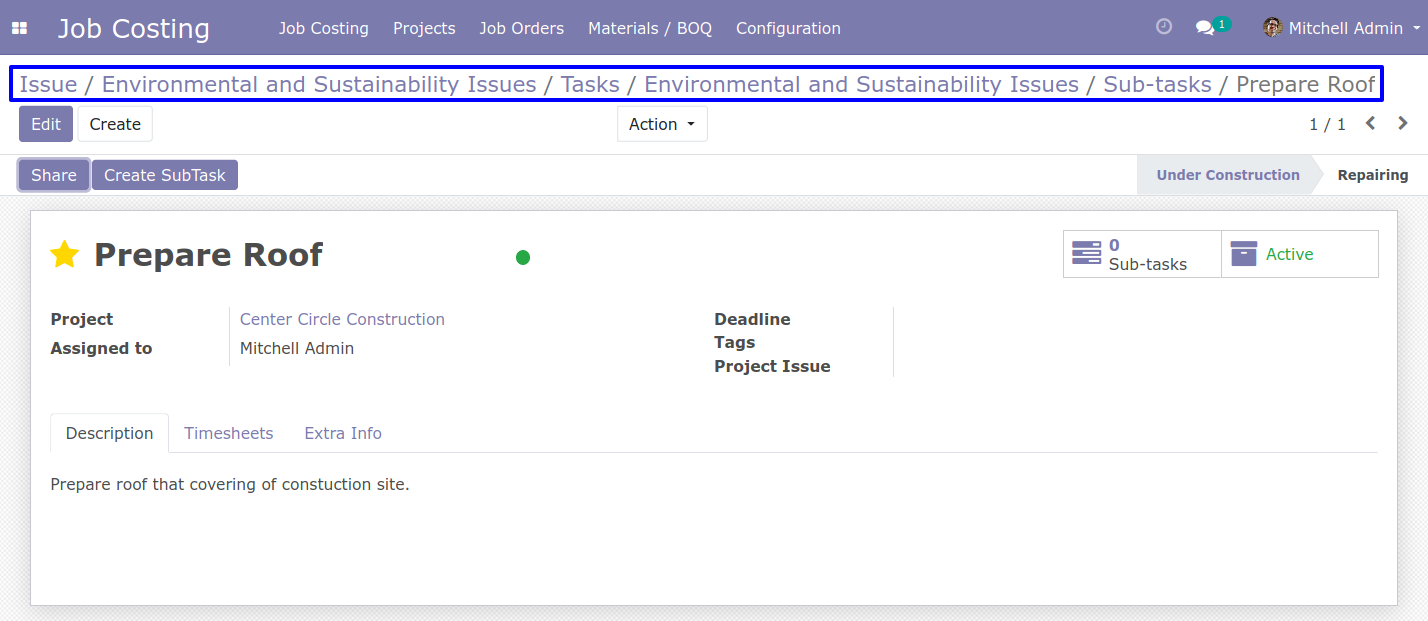 Job Costing Job Costing Projects Job Orders Materials / BOQ Configuration 1 Mitchell Admin
Issue / Environmental and Sustainability Issues / Tasks / Environmental and Sustainability Issues / Sub-tasks / Prepare Roof
Edit Create Action 1 / 1
Share Create SubTask Under Construction Repairing
Prepare Roof 0 Sub-tasks Active
Project Center Circle Construction
Assigned to Mitchell Admin
Deadline
Tags
Project Issue
Description Timesheets Extra Info
Prepare roof that covering of constuction site.